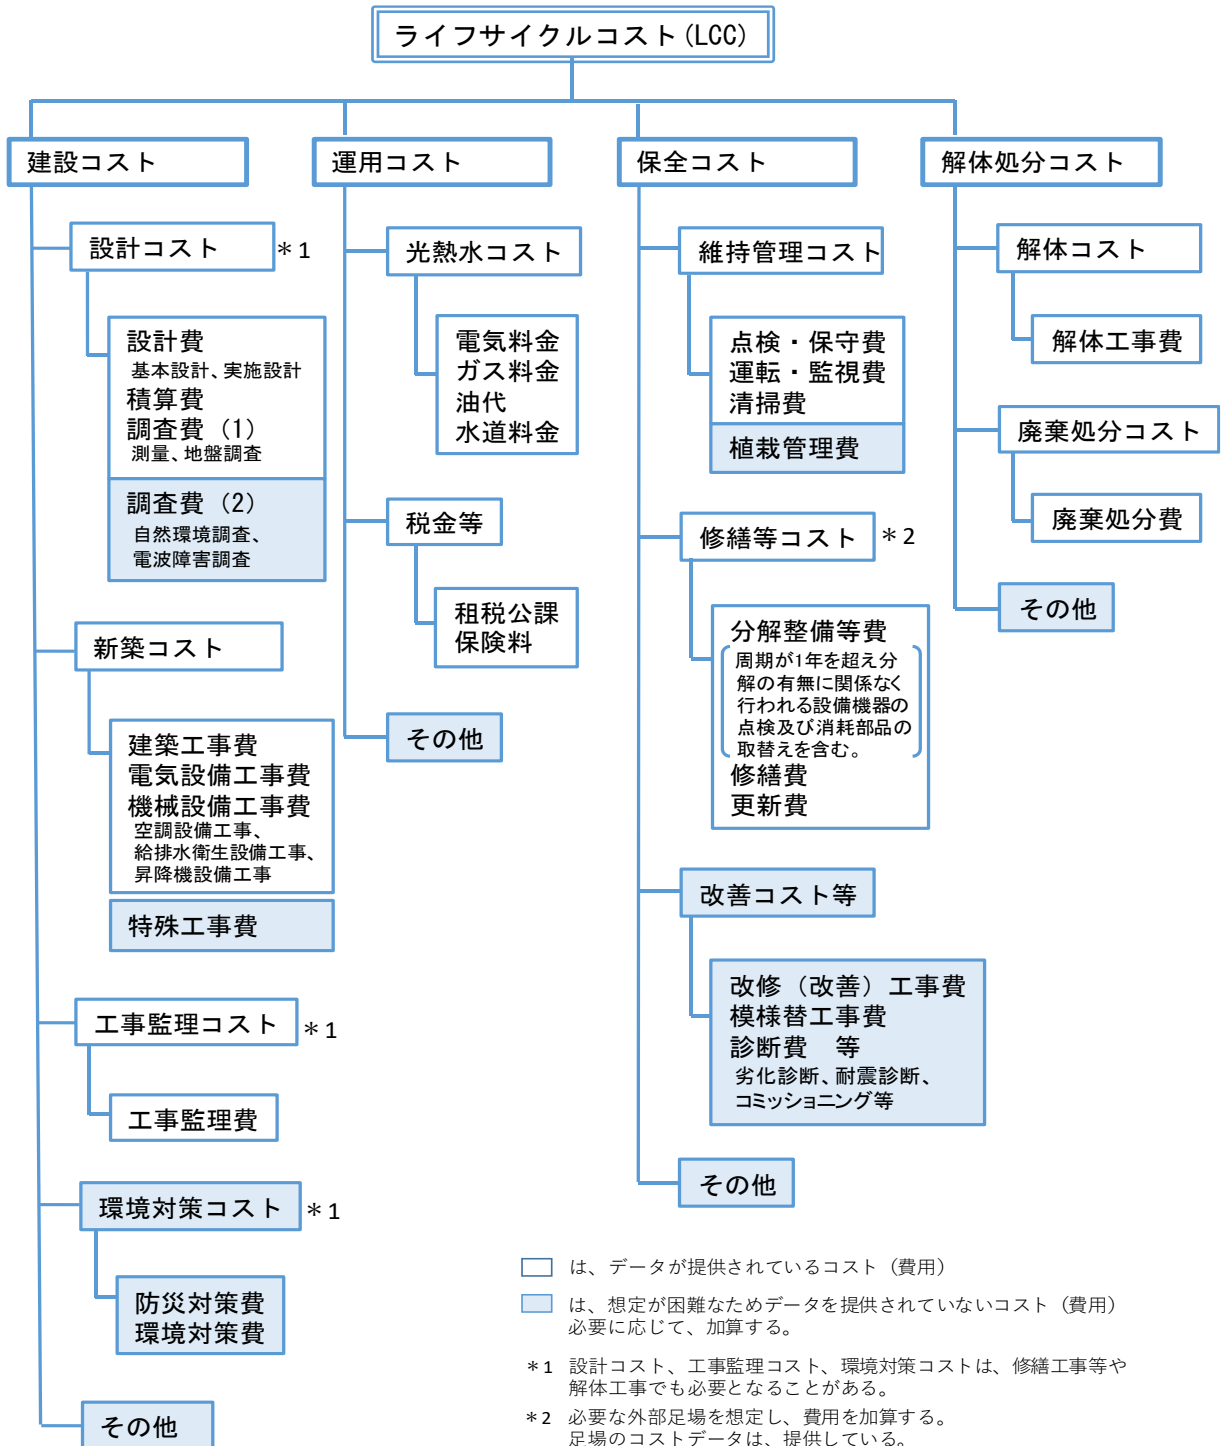 ライフサイクルコスト(LCC)
建設コスト
設計コスト
＊1
設計費
基本設計、実施設計
積算費
調査費（1）
測量、地盤調査
調査費（2）
自然環境調査、
電波障害調査
新築コスト
建築工事費
電気設備工事費
機械設備工事費
空調設備工事、
給排水衛生設備工事、
昇降機設備工事
特殊工事費
工事監理コスト
＊1
工事監理費
環境対策コスト
＊1
防災対策費
環境対策費
その他
運用コスト
光熱水コスト
電気料金
ガス料金
油代
水道料金
税金等
租税公課
保険料
その他
保全コスト
維持管理コスト
点検・保守費
運転・監視費
清掃費
植栽管理費
修繕等コスト
＊2
分解整備等費
周期が1年を超え分
解の有無に関係なく
行われる設備機器の
点検及び消耗部品の
取替えを含む。
修繕費
更新費
改善コスト等
改修（改善）工事費
模様替工事費
診断費　等
劣化診断、耐震診断、
コミッショニング等
その他
解体処分コスト
解体コスト
解体工事費
廃棄処分コスト
廃棄処分費
その他
は、データが提供されているコスト（費用）
は、想定が困難なためデータを提供されていないコスト（費用）
必要に応じて、加算する。
＊1　設計コスト、工事監理コスト、環境対策コストは、修繕工事等や
解体工事でも必要となることがある。
＊2　必要な外部足場を想定し、費用を加算する。
足場のコストデータは、提供している。